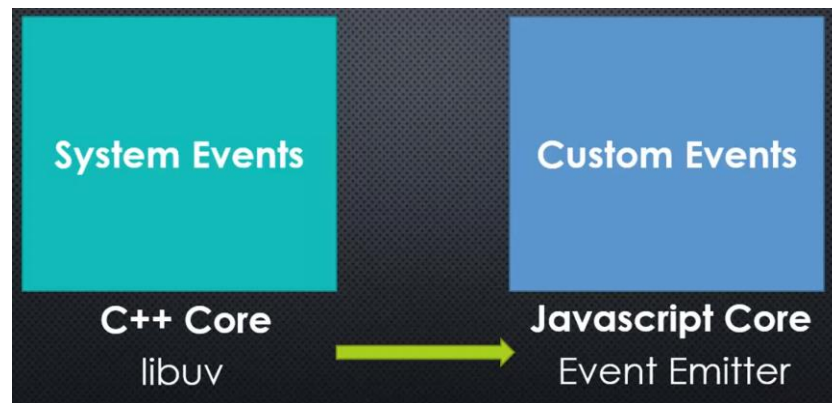 System Events
C++ Core
libuv
Custom Events
Javascript Core
Event Emitter